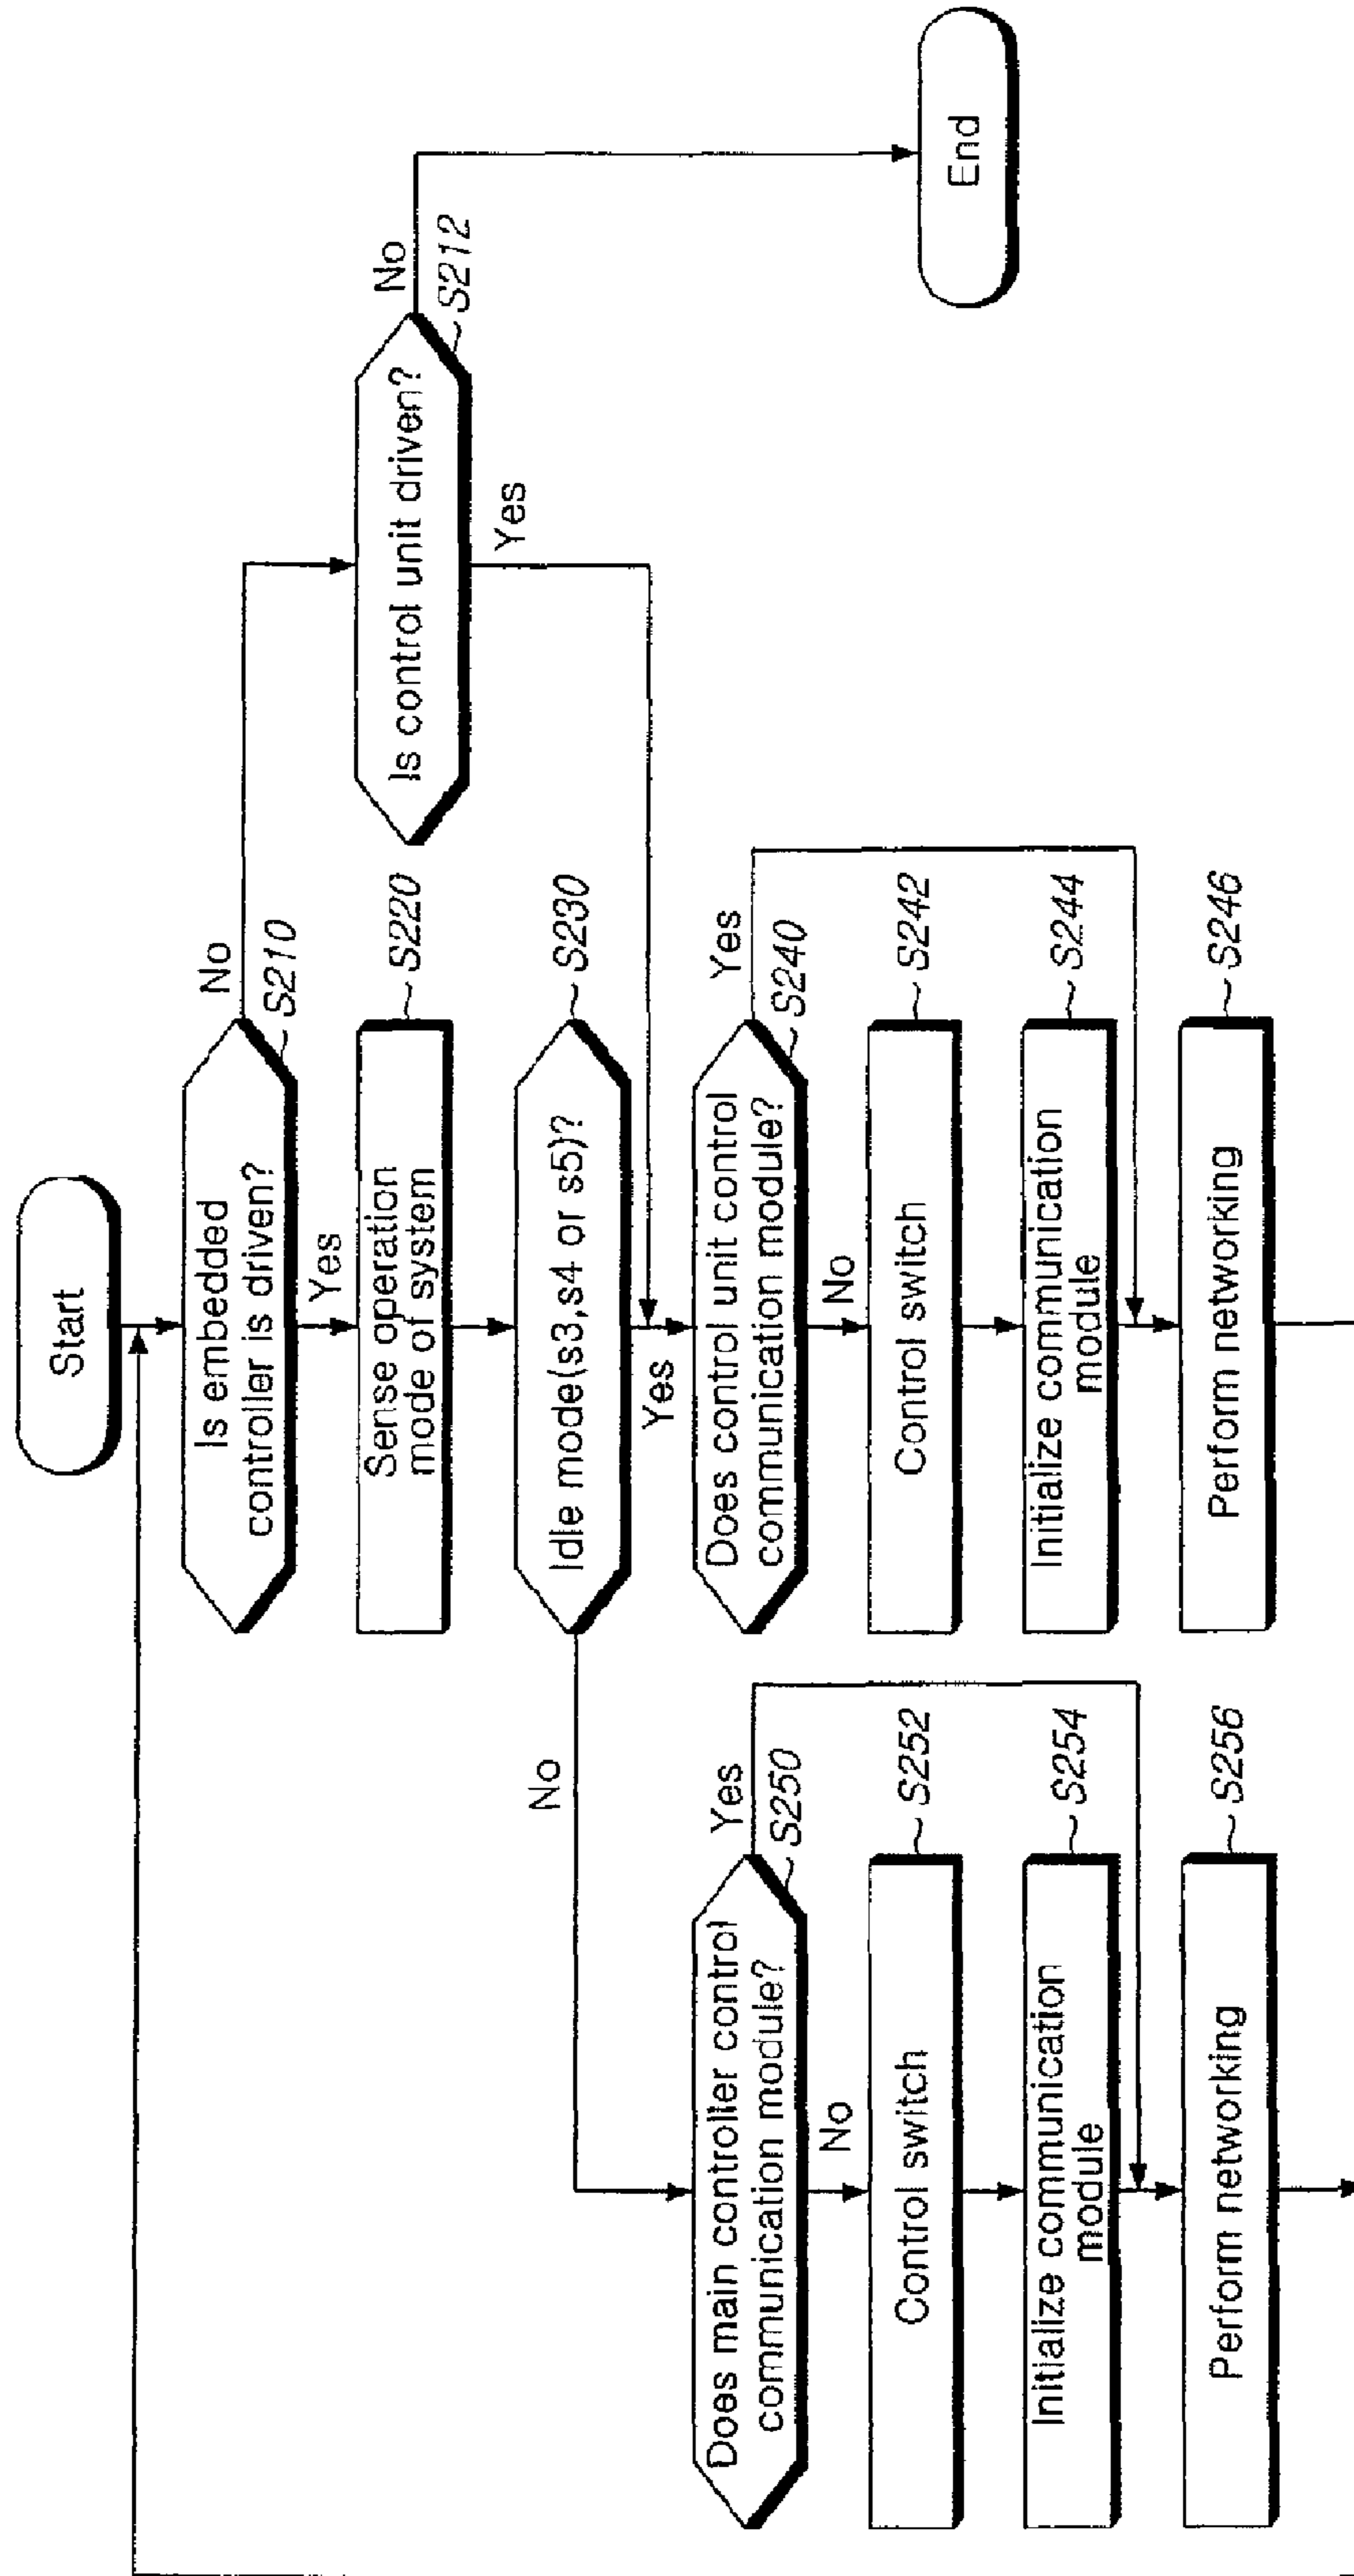 Start
Is embedded
controller is driven?
S210
No
Yes
Is control unit driven?
S212
No
Yes
End
Sense operation
mode of system
S220
Idle mode(s3,s4 or s5)?
S230
No
Yes
Does control unit control
communication module?
S240
Yes
No
Control switch
S242
Initialize communication
module
S244
Perform networking
S246
Does main controller control
communication module?
S250
Yes
No
Control switch
S252
Initialize communication
module
S254
Perform networking
S256